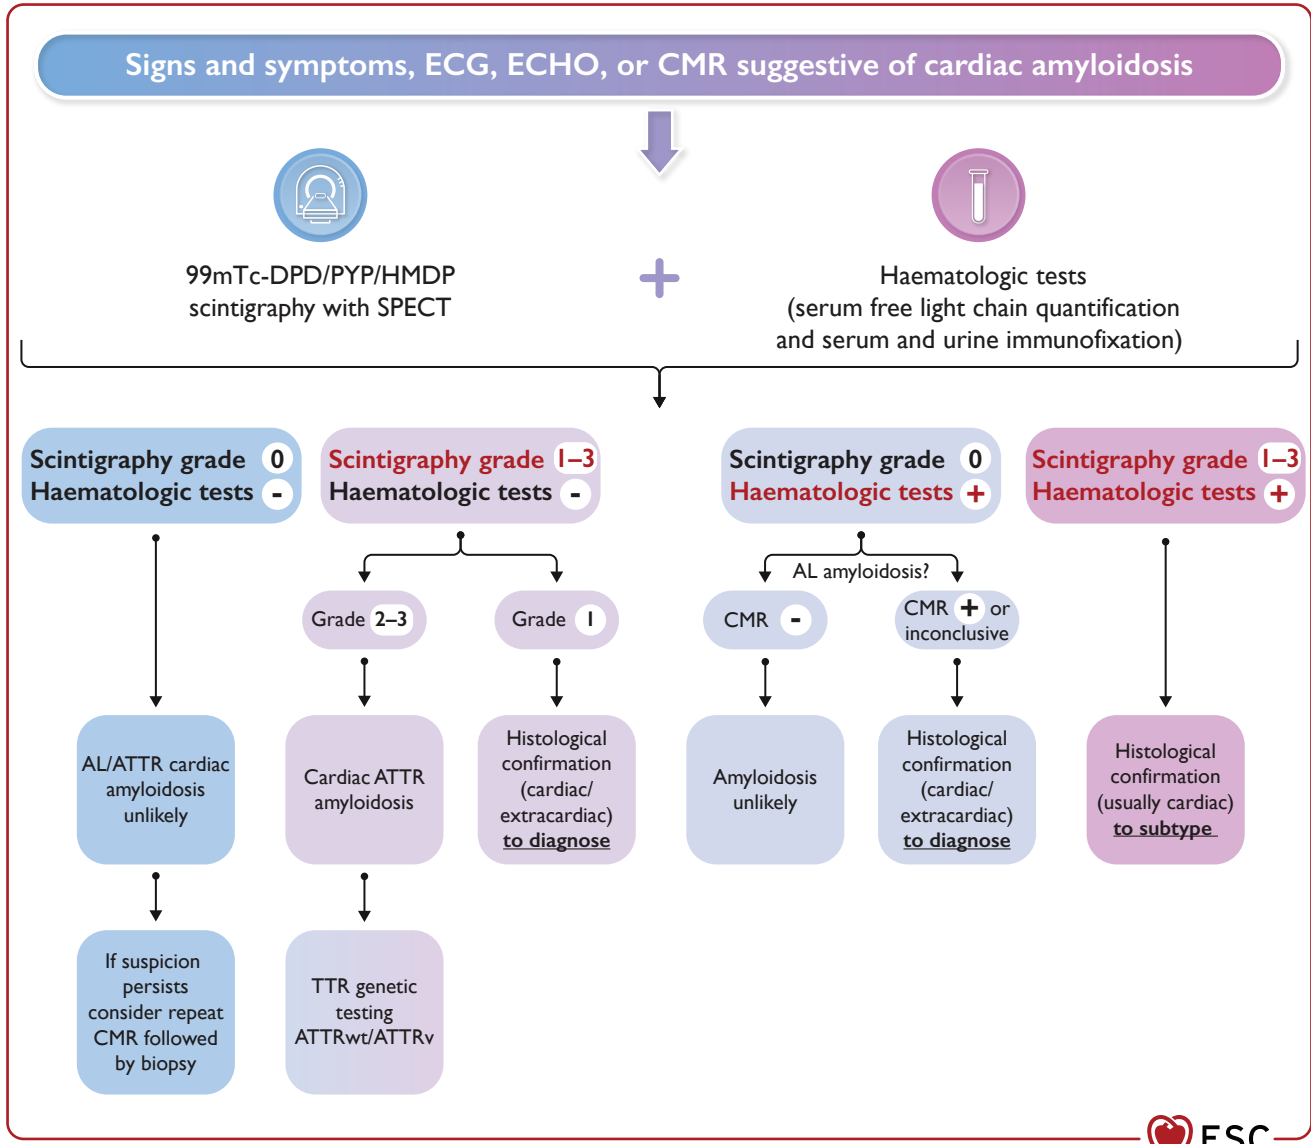 Signs and symptoms, ECG, ECHO, or CMR suggestive of cardiac amyloidosis
99mTc-DPD/PYP/HMDP
scintigraphy with SPECT
+
Haematologic tests
(serum free light chain quantification
and serum and urine immunofixation)
Scintigraphy grade 0
Haematologic tests -
Scintigraphy grade 1–3
Haematologic tests -
Scintigraphy grade 0
Haematologic tests +
Scintigraphy grade 1–3
Haematologic tests +
Grade 2–3
Grade 1
AL amyloidosis?
CMR -
CMR + or
inconclusive
AL/ATTR cardiac
amyloidosis
unlikely
Cardiac ATTR
amyloidosis
Histological
confirmation
(cardiac/
extracardiac)
to diagnose
Amyloidosis
unlikely
Histological
confirmation
(cardiac/
extracardiac)
to diagnose
Histological
confirmation
(usually cardiac)
to subtype
If suspicion
persists
consider repeat
CMR followed
by biopsy
TTR genetic
testing
ATTRwt/ATTRv
ESC